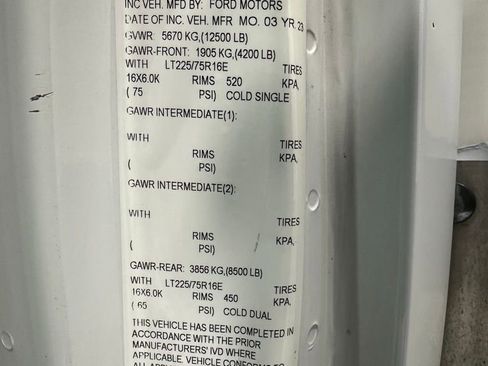 INC VEH. MFD BY: FORD MOTORS
DATE OF INC. VEH. MFR MO. 03 YR. 23
GVWR: 5670 KG,(12500 LB)
GAWR-FRONT: 1905 KG,(4200 LB)
WITH LT225/75R16E TIRES
16X6.0K RIMS 520 KPA,
( 75 PSI) COLD SINGLE
GAWR INTERMEDIATE(1):
WITH TIRES
RIMS KPA,
( PSI)
GAWR INTERMEDIATE(2):
WITH TIRES
RIMS KPA,
( PSI)
GAWR-REAR: 3856 KG,(8500 LB)
WITH LT225/75R16E TIRES
16X6.0K RIMS 450 KPA,
( 65 PSI) COLD DUAL
THIS VEHICLE HAS BEEN COMPLETED IN
ACCORDANCE WITH THE PRIOR
MANUFACTURERS' IVD WHERE
APPLICABLE. VEHICLE CONFORMS TO